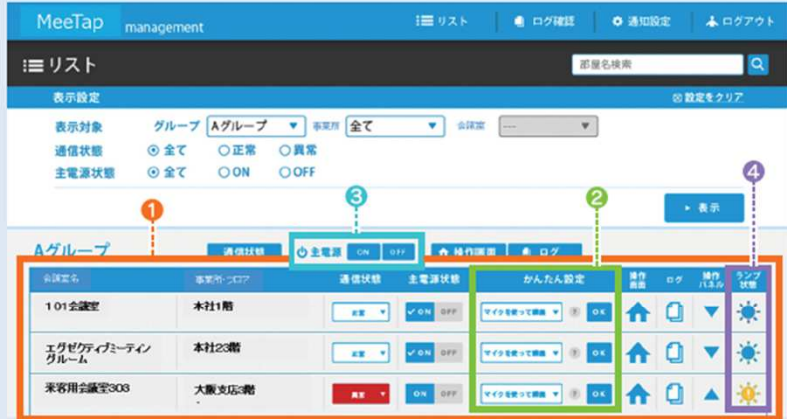 MeeTap management
リスト
ログ確認
通知設定
ログアウト
リスト
部屋名検索
表示設定
設定をクリア
表示対象 グループ Aグループ 事業所 全て 会議室 ---
通信状態 全て 正常 異常
主電源状態 全て ON OFF
表示
① ② ③ ④
Aグループ 通信状態 主電源 ON OFF 操作画面 ログ
会議室名 事業所・フロア 通信状態 主電源状態 かんたん設定 操作画面 ログ 操作パネル ランプ状態
101会議室 本社1階 正常 ON OFF マイクを使って講義 ? OK
エグゼクティブミーティングルーム 本社23階 正常 ON OFF マイクを使って講義 ? OK
来客用会議室303 大阪支店3階 異常 ON OFF マイクを使って講義 ? OK